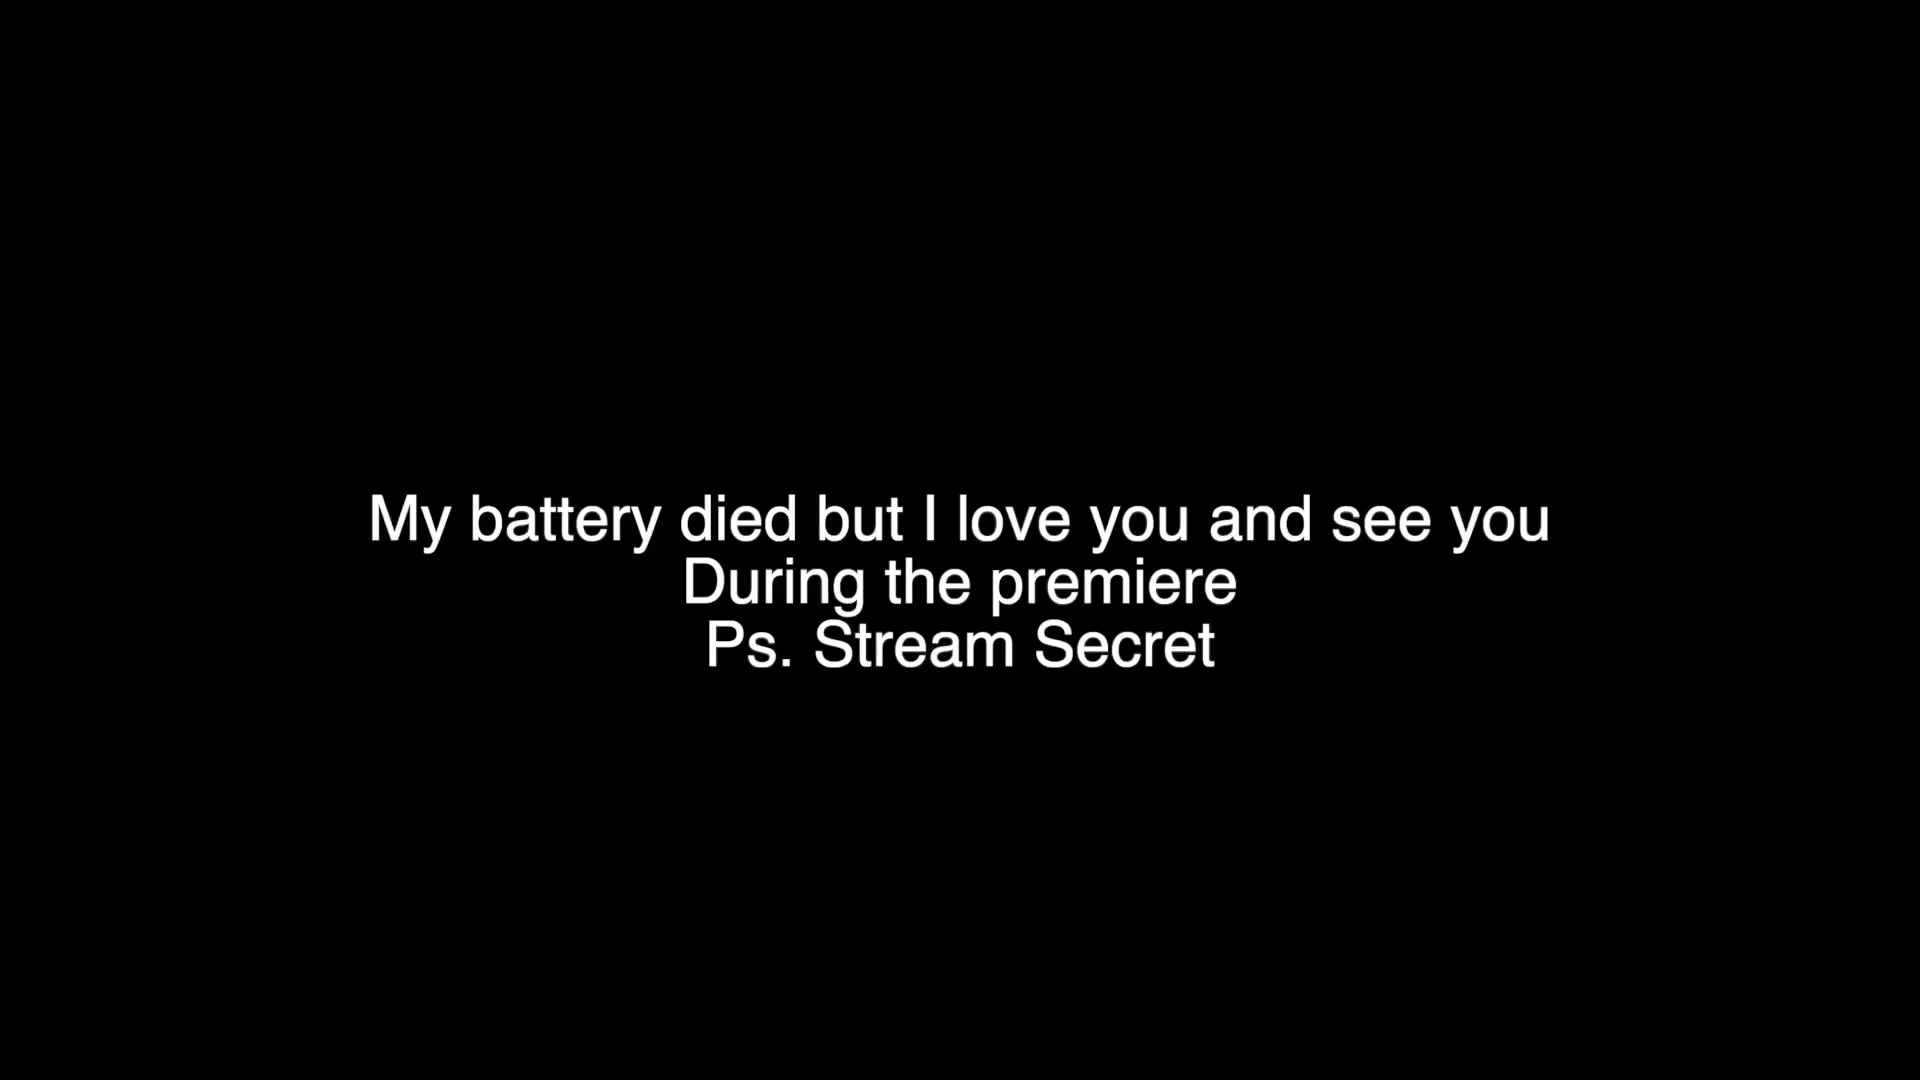 My battery died but I love you and see you
During the premiere
Ps. Stream Secret